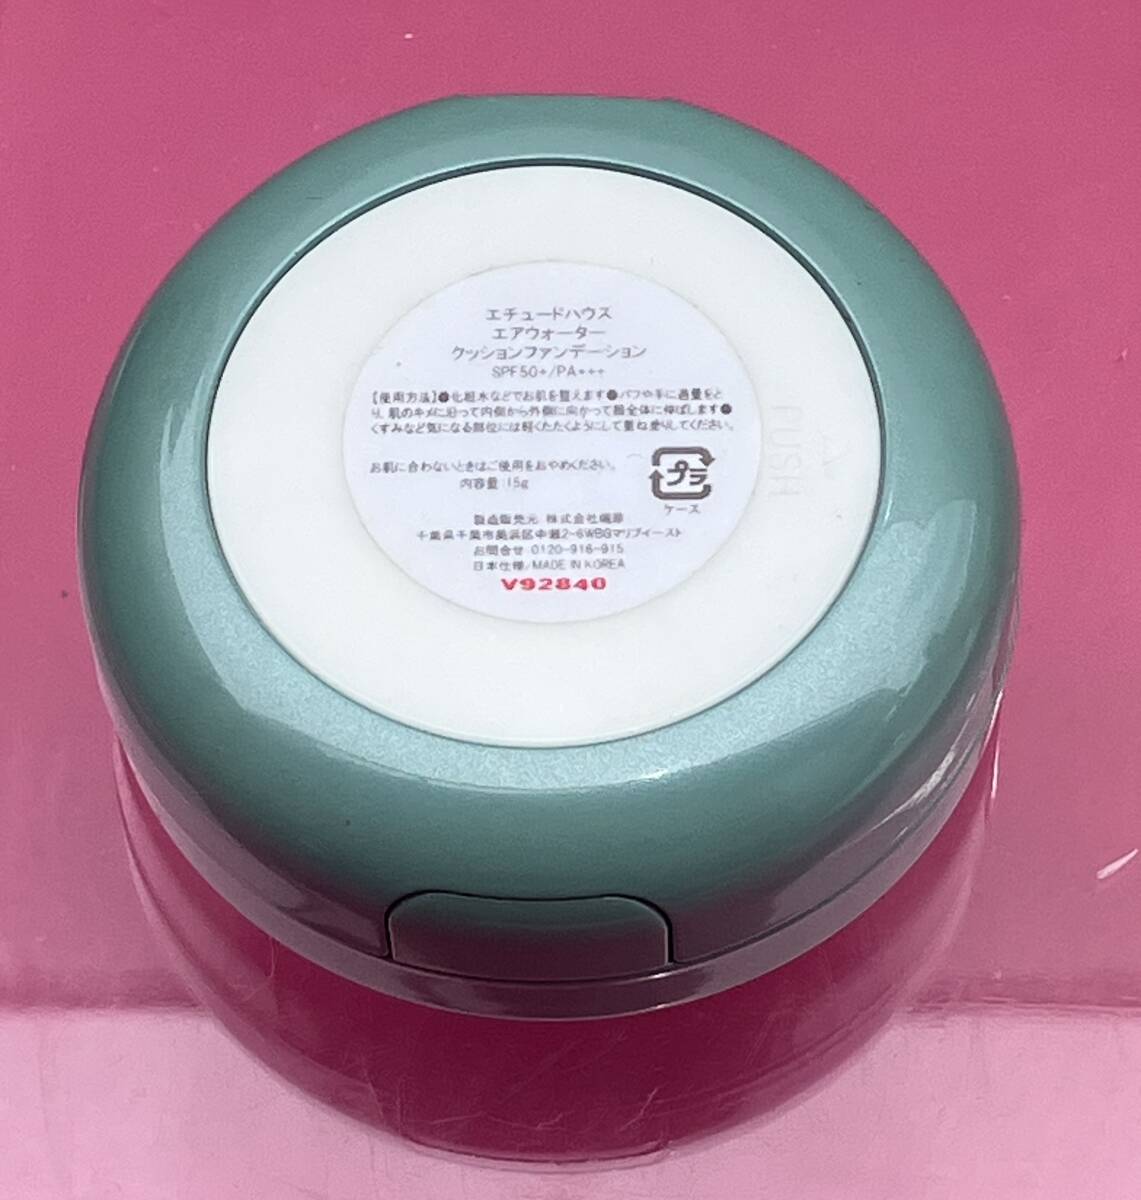 エチュードハウス
エアウォーター
クッションファンデーション
SPF50+/PA+++
【使用方法】●化粧水などでお肌を整えます●パフや手に適量をと
り、肌のキメに沿って内側から外側に向かって顔全体に伸ばします●
くすみなど気になる部位には軽くたたくようにして重ね塗りしてください。
お肌に合わないときはご使用をおやめください。
内容量:15g
プラ
ケース
製造販売元 株式会社
千葉県千葉市美浜区中瀬2-6WBGマリブイースト
お問合せ 0120-916-915
日本仕様/MADE IN KOREA
V92840
PUSH